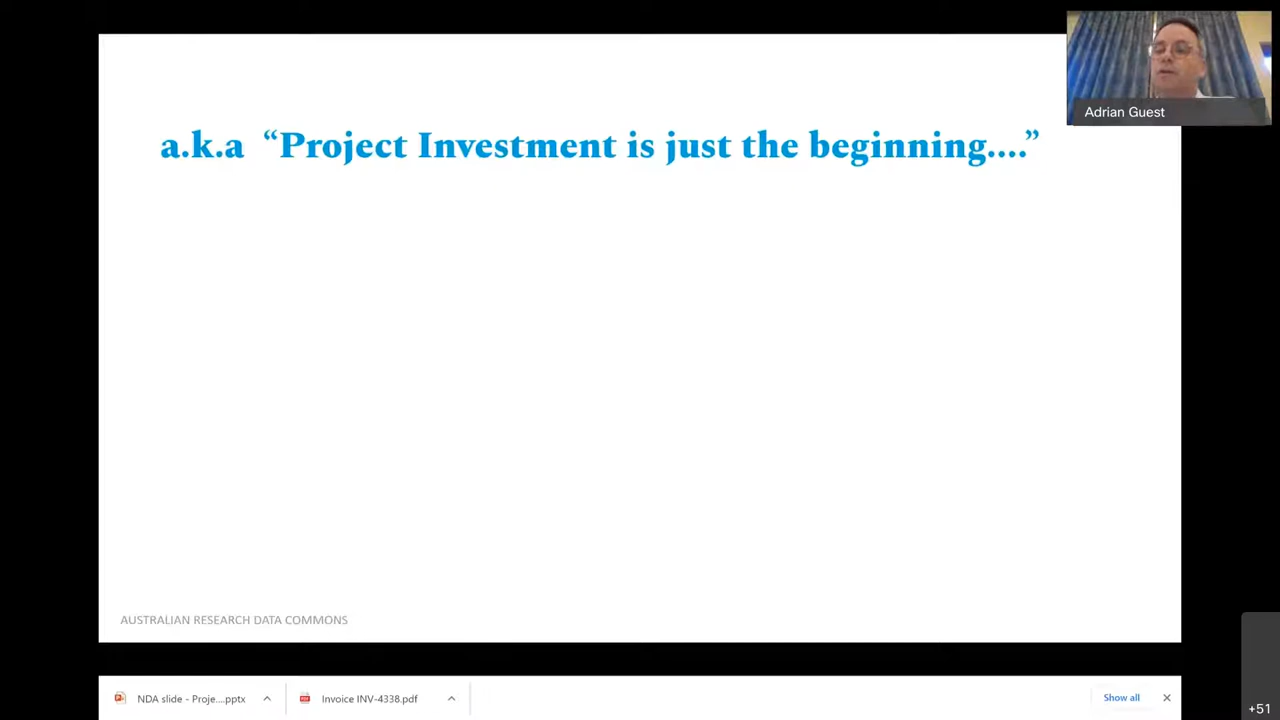 Adrian Guest
a.k.a “Project Investment is just the beginning....”
AUSTRALIAN RESEARCH DATA COMMONS
NDA slide - Proje....pptx
Invoice INV-4338.pdf
Show all
+51